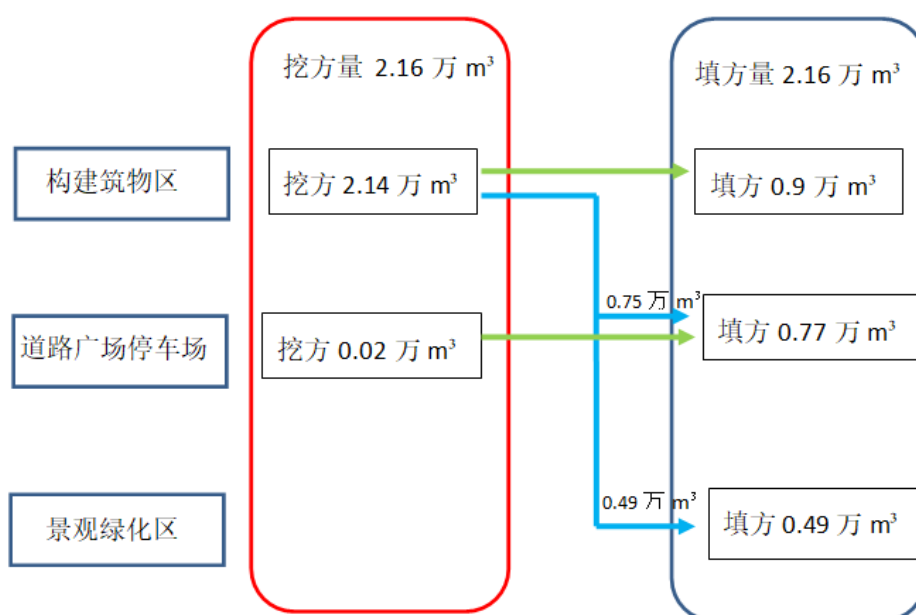 挖方量 2.16 万 m³
填方量 2.16 万 m³
构建筑物区
挖方 2.14 万 m³
填方 0.9 万 m³
0.75 万 m³
道路广场停车场
挖方 0.02 万 m³
填方 0.77 万 m³
0.49 万 m³
景观绿化区
填方 0.49 万 m³